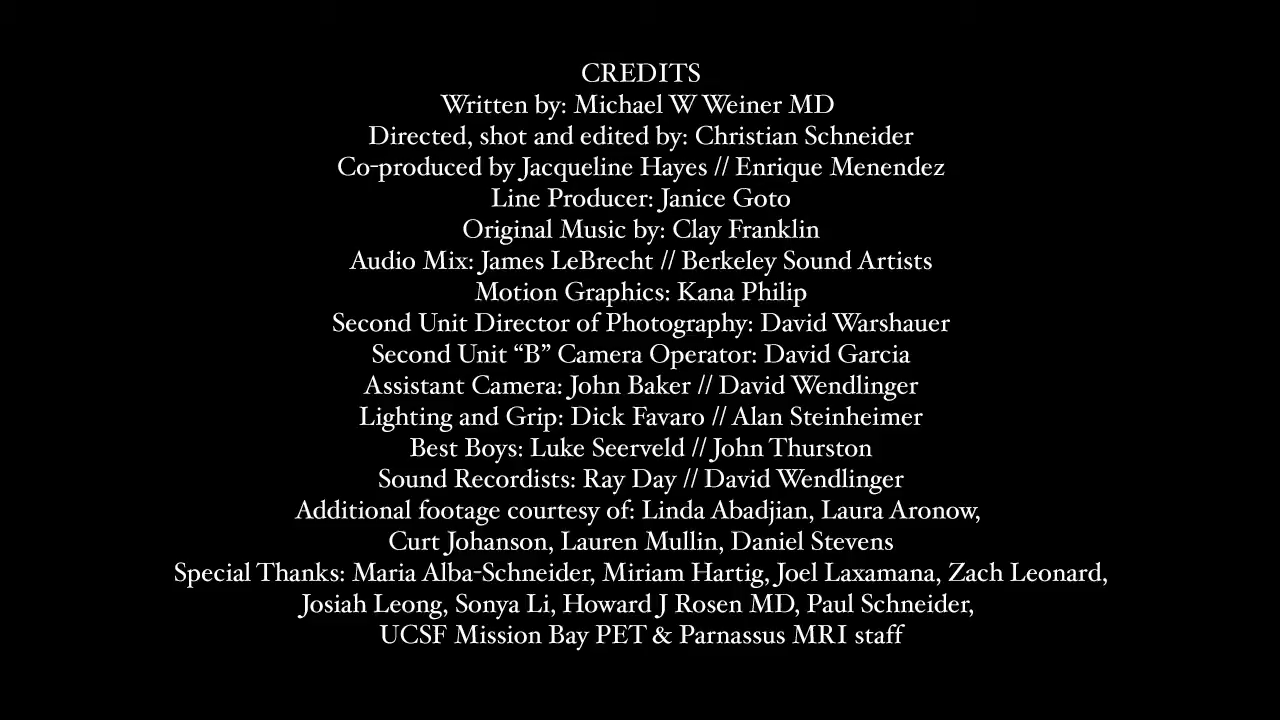 CREDITS
Written by: Michael W Weiner MD
Directed, shot and edited by: Christian Schneider
Co-produced by Jacqueline Hayes // Enrique Menendez
Line Producer: Janice Goto
Original Music by: Clay Franklin
Audio Mix: James LeBrecht // Berkeley Sound Artists
Motion Graphics: Kana Philip
Second Unit Director of Photography: David Warshauer
Second Unit “B” Camera Operator: David Garcia
Assistant Camera: John Baker // David Wendlinger
Lighting and Grip: Dick Favaro // Alan Steinheimer
Best Boys: Luke Seerveld // John Thurston
Sound Recordists: Ray Day // David Wendlinger
Additional footage courtesy of: Linda Abadjian, Laura Aronow,
Curt Johanson, Lauren Mullin, Daniel Stevens
Special Thanks: Maria Alba-Schneider, Miriam Hartig, Joel Laxamana, Zach Leonard,
Josiah Leong, Sonya Li, Howard J Rosen MD, Paul Schneider,
UCSF Mission Bay PET & Parnassus MRI staff